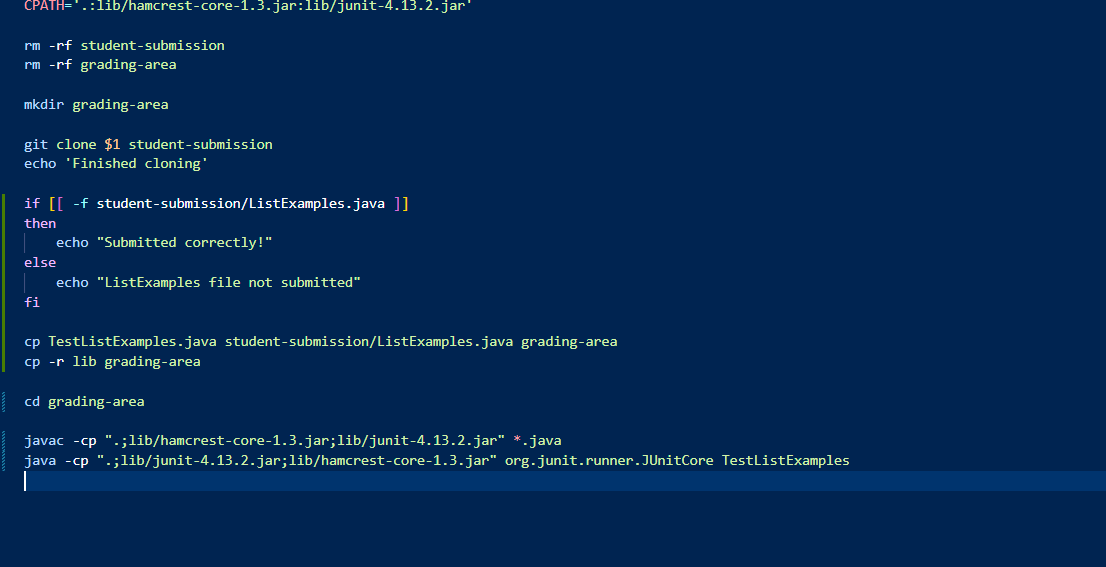 CPATH='.:lib/hamcrest-core-1.3.jar:lib/junit-4.13.2.jar'
rm -rf student-submission
rm -rf grading-area
mkdir grading-area
git clone $1 student-submission
echo 'Finished cloning'
if [[ -f student-submission/ListExamples.java ]]
then
    echo "Submitted correctly!"
else
    echo "ListExamples file not submitted"
fi
cp TestListExamples.java student-submission/ListExamples.java grading-area
cp -r lib grading-area
cd grading-area
javac -cp ".;lib/hamcrest-core-1.3.jar;lib/junit-4.13.2.jar" *.java
java -cp ".;lib/junit-4.13.2.jar;lib/hamcrest-core-1.3.jar" org.junit.runner.JUnitCore TestListExamples